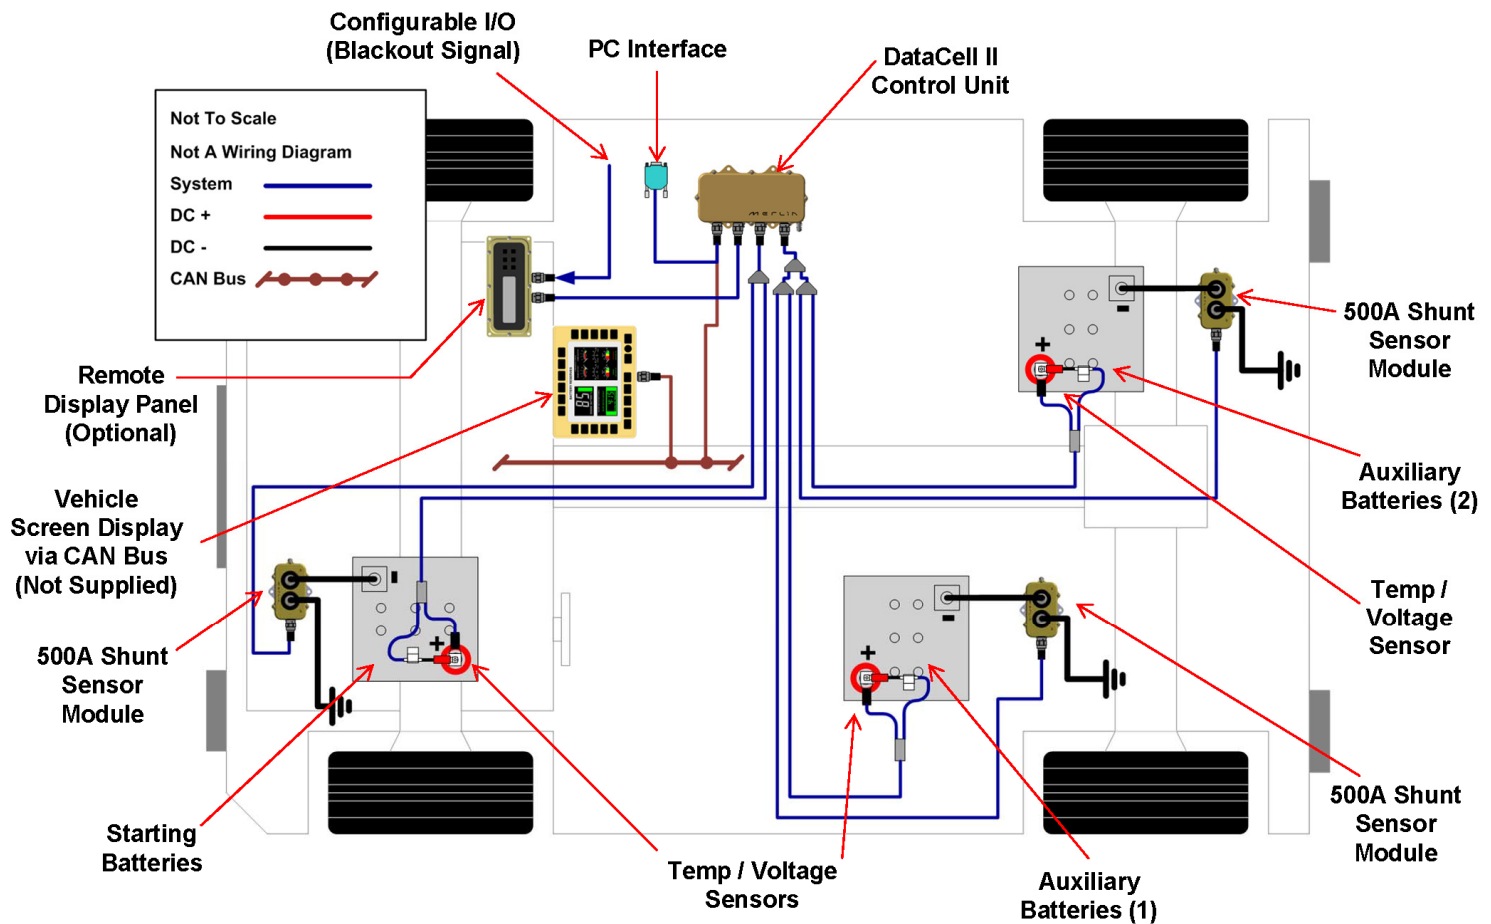 Configurable I/O
(Blackout Signal)
PC Interface
DataCell II
Control Unit
Not To Scale
Not A Wiring Diagram
System
DC +
DC -
CAN Bus
merlin
500A Shunt
Sensor
Module
Remote
Display Panel
(Optional)
+
-
85
Auxiliary
Batteries (2)
Vehicle
Screen Display
via CAN Bus
(Not Supplied)
-
+
Temp /
Voltage
Sensor
-
+
500A Shunt
Sensor
Module
500A Shunt
Sensor
Module
Starting
Batteries
Temp / Voltage
Sensors
Auxiliary
Batteries (1)